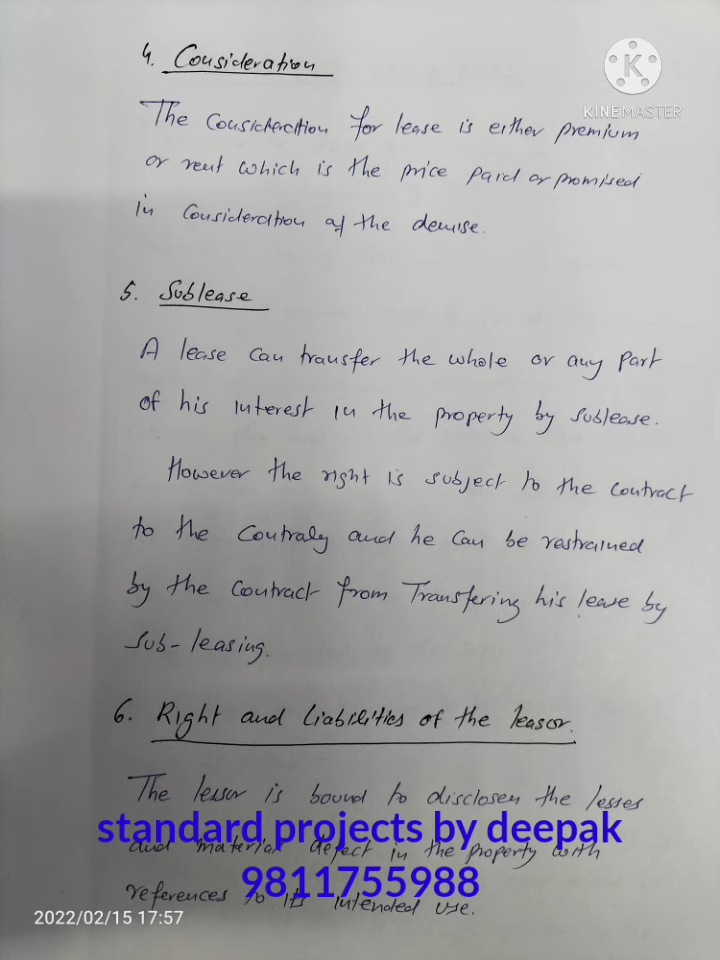 4. Consideration
K
KINEMASTER
The Consideration for lease is either premium
or rent which is the price paid or promised
in Consideration of the demise.
5. Sublease
A lease can transfer the whole or any part
of his interest in the property by sublease.
However the right is subject to the contract
to the Contraly and he can be restrained
by the contract from Transfering his lease by
Sub-leasing.
6. Right and Liabilities of the leasor.
The lessor is bound to disclosen the lesses
standard projects by deepak
and material defect in the property with
9811755988
references to its intended use.
2022/02/15 17:57